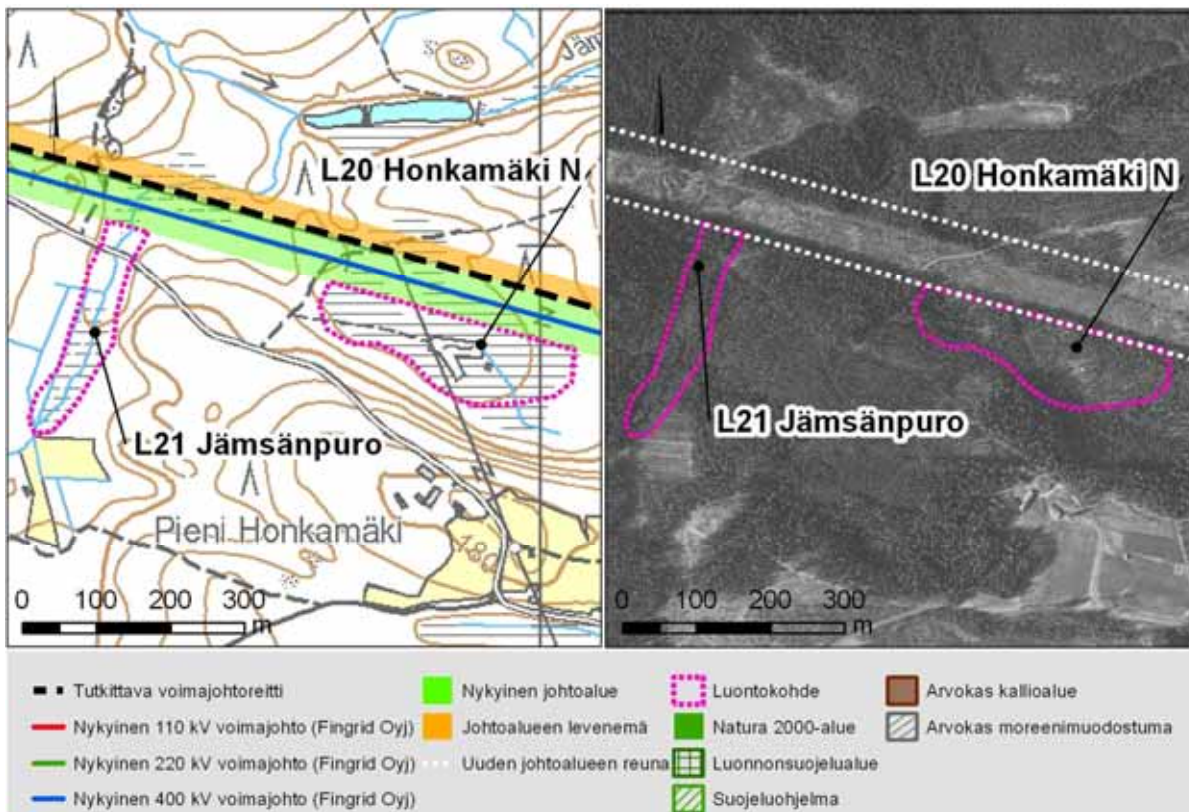 Jäm
L20 Honkamäki N
L21 Jämsänpuro
Pieni Honkamäki
180
0 100 200 300
m
L20 Honkamäki N
L21 Jämsänpuro
0 100 200 300
m
Tutkittava voimajohtoreitti
Nykyinen 110 kV voimajohto (Fingrid Oyj)
Nykyinen 220 kV voimajohto (Fingrid Oyj)
Nykyinen 400 kV voimajohto (Fingrid Oyj)
Nykyinen johtoalue
Johtoalueen levenemä
Uuden johtoalueen reuna
Luontokohde
Natura 2000-alue
Luonnonsuojelualue
Suojeluohjelma
Arvokas kallioalue
Arvokas moreenimuodostuma